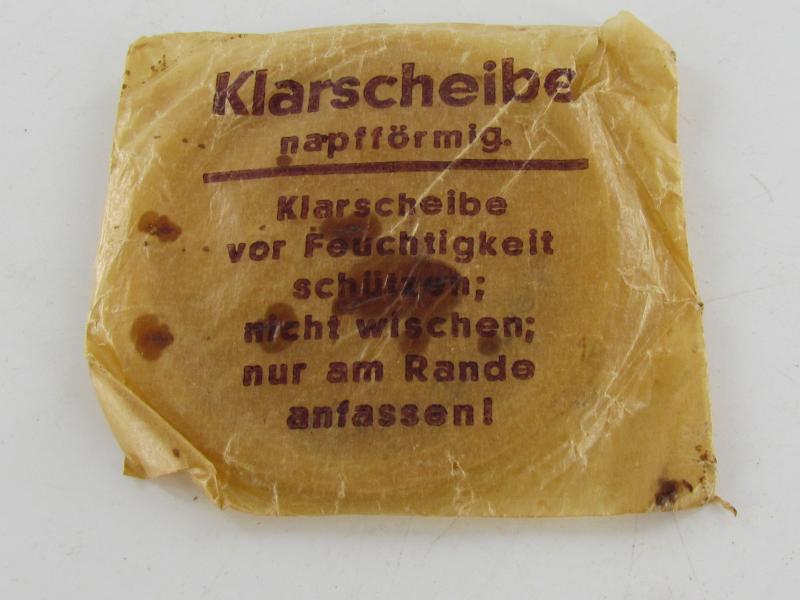 Klarscheibe
napfförmig.
Klarscheibe
vor Feuchtigkeit
schützen;
nicht wischen;
nur am Rande
anfassen!